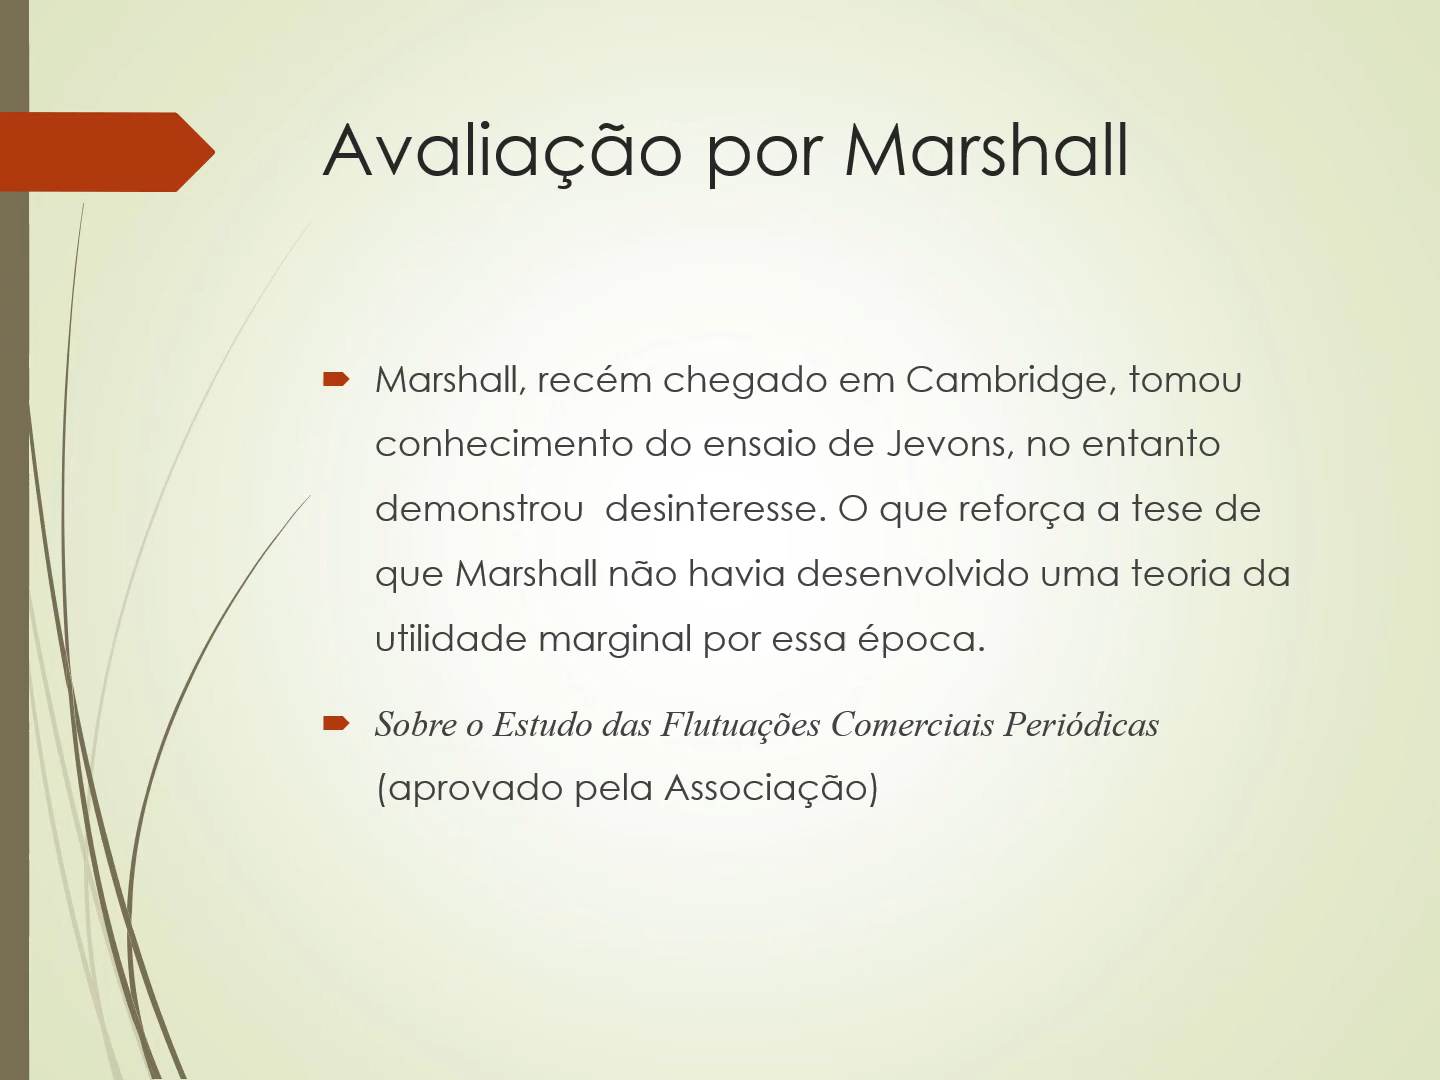 Avaliação por Marshall
Marshall, recém chegado em Cambridge, tomou
conhecimento do ensaio de Jevons, no entanto
demonstrou  desinteresse. O que reforça a tese de
que Marshall não havia desenvolvido uma teoria da
utilidade marginal por essa época.
Sobre o Estudo das Flutuações Comerciais Periódicas
(aprovado pela Associação)